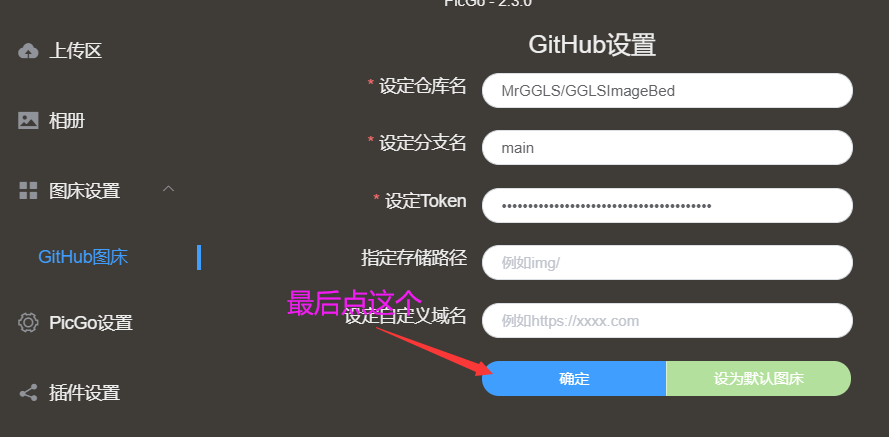 PicGo - 2.3.0
上传区
相册
图床设置
GitHub图床
PicGo设置
插件设置
GitHub设置
* 设定仓库名 MrGGLS/GGLSImageBed
* 设定分支名 main
* 设定Token ••••••••••••••••••••••••••••••••••••••••
指定存储路径 例如img/
最后点这个
设定自定义域名 例如https://xxxx.com
确定 设为默认图床